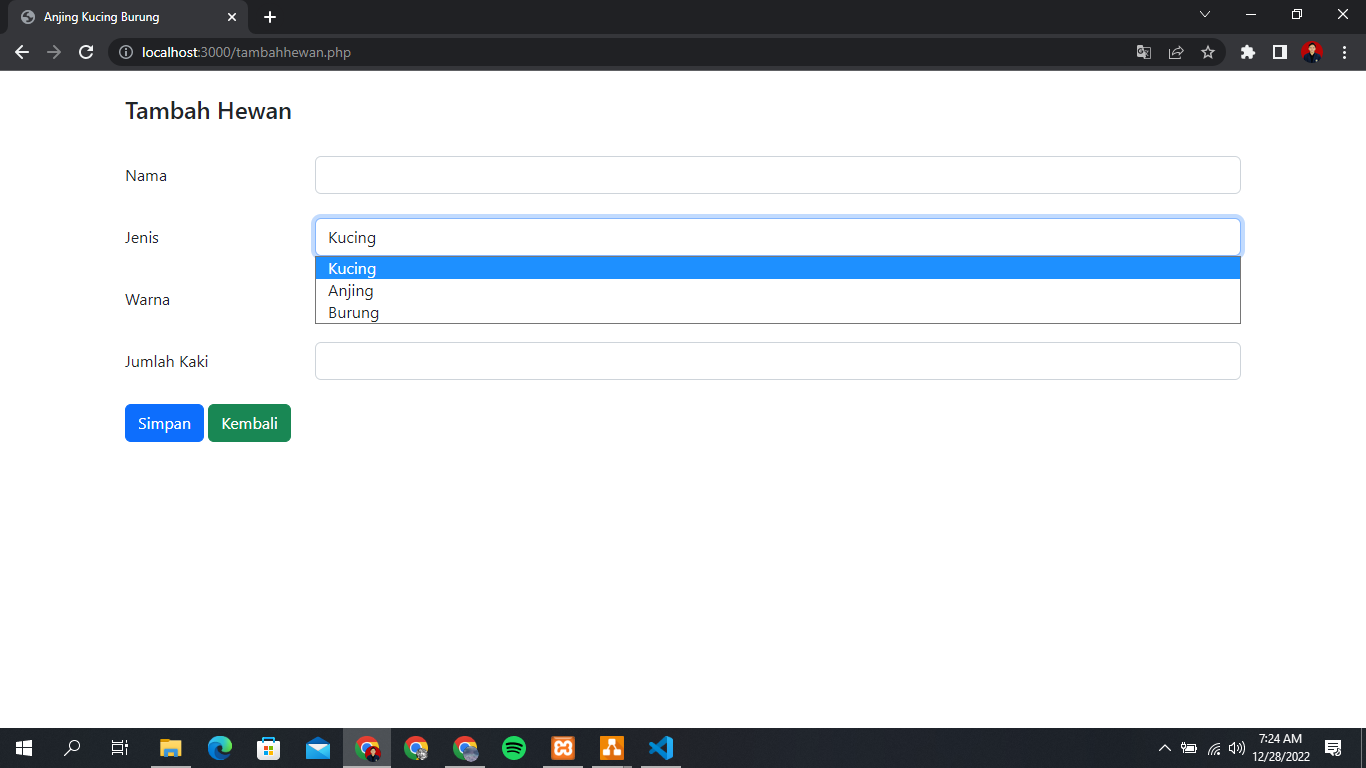 Anjing Kucing Burung
localhost:3000/tambahhewan.php
Tambah Hewan
Nama
Jenis
Kucing
Kucing
Anjing
Burung
Warna
Jumlah Kaki
Simpan Kembali
7:24 AM
12/28/2022